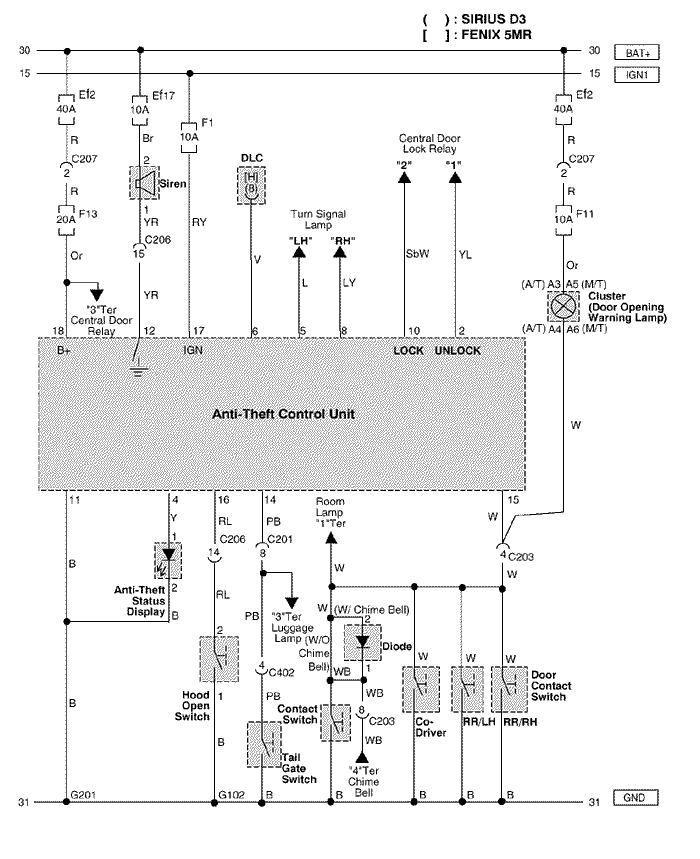 ( ) : SIRIUS D3
[ ] : FENIX 5MR
30 30 BAT+
15 15 IGN1
Ef2 Ef17 F1 Ef2
40A 10A 10A 40A
R Br R
C207 C207
2 2 2
Siren
DLC
[H]
(8)
Central Door
Lock Relay
"2" "1"
R 1 R
F13 YR RY F11
20A 10A
C206
15
Turn Signal
Lamp
"LH" "RH"
Or V L LY SbW YL Or
YR
"3"Ter
Central Door
Relay
(A/T) A3 A5 (M/T)
Cluster
(Door Opening
Warning Lamp)
(A/T) A4 A6 (M/T)
18 12 17 6 5 8 10 2
B+ IGN LOCK UNLOCK
Anti-Theft Control Unit
W
11 4 16 14 15
Room
Lamp
"1"Ter
Y RL PB W
1 C206 C201
14 8
4 C203
B W W
2
Anti-Theft
Status
Display
B RL PB
"3"Ter
Luggage
Lamp
W (W/ Chime Bell)
(W/O
Chime
Bell)
2
Diode
1
2
Hood
Open
Switch
1
4
C402
WB WB
W W W
Door
Contact
Switch
B B PB
Contact
Switch
8
C203
WB
Co-
Driver
RR/LH RR/RH
Tail
Gate
Switch
"4"Ter
Chime
Bell
31 G201 G102 B B B B B 31 GND